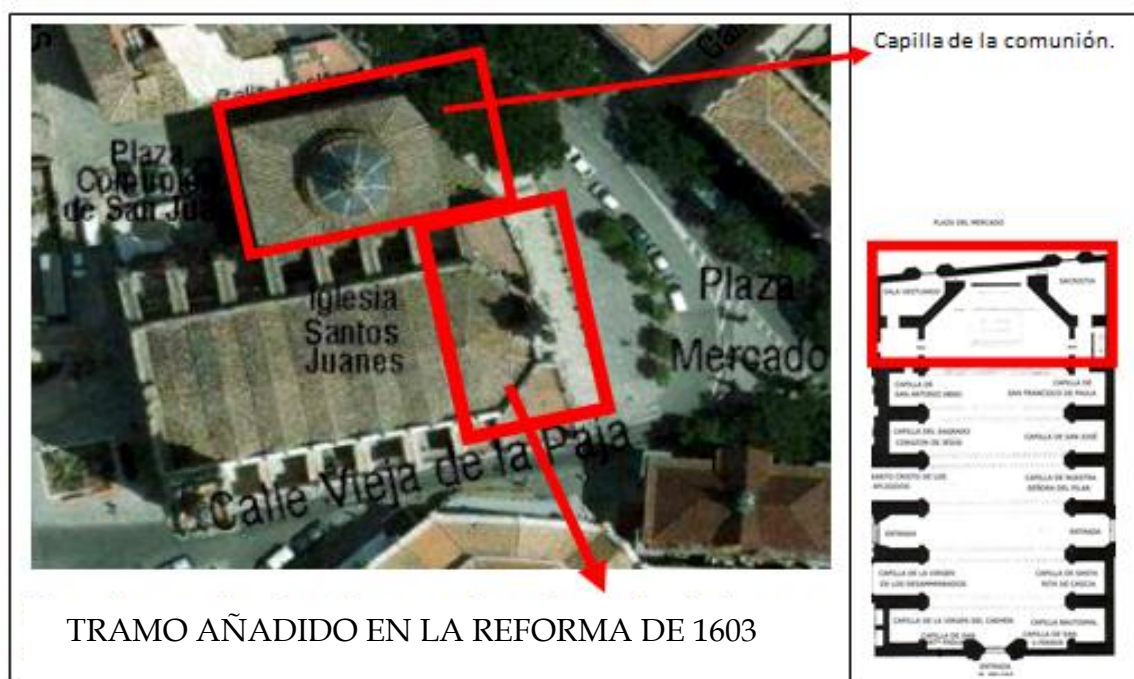 Capilla de la comunión.
Plaza
de San Jua
Iglesia
Santos
Juanes
Plaza
Mercado
Calle Vieja de la Paja
TRAMO AÑADIDO EN LA REFORMA DE 1603
PLAZA DEL MERCADO
SALA VESTUARIO
SACRISTIA
CAPILLA DE
SAN ANTONIO ABAD
CAPILLA DE
SAN FRANCISCO DE PAULA
CAPILLA DEL SAGRADO
CORAZON DE JESUS
CAPILLA DE SAN JOSÉ
SANTO CRISTO DE LOS
AFLIGIDOS
CAPILLA DE NUESTRA
SEÑORA DEL PILAR
ENTRADA
ENTRADA
CAPILLA DE LA VIRGEN
DE LOS DESAMPARADOS
CAPILLA DE SANTA
RITA DE CASCIA
CAPILLA DE LA VIRGEN DEL CARMEN
CAPILLA BAUTISMAL
CAPILLA DE SAN
CAPILLA DE SAN
ENTRADA